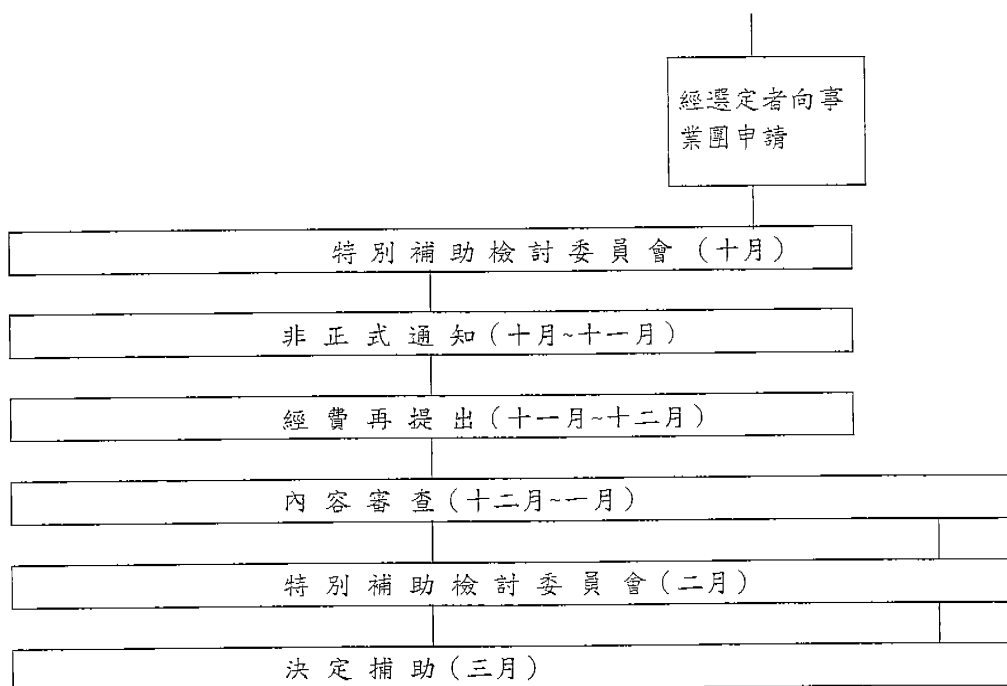 經選定者向事
業團申請
特別補助檢討委員會(十月)
非正式通知(十月~十一月)
經費再提出(十一月~十二月)
內容審查(十二月~一月)
特別補助檢討委員會(二月)
決定補助(三月)